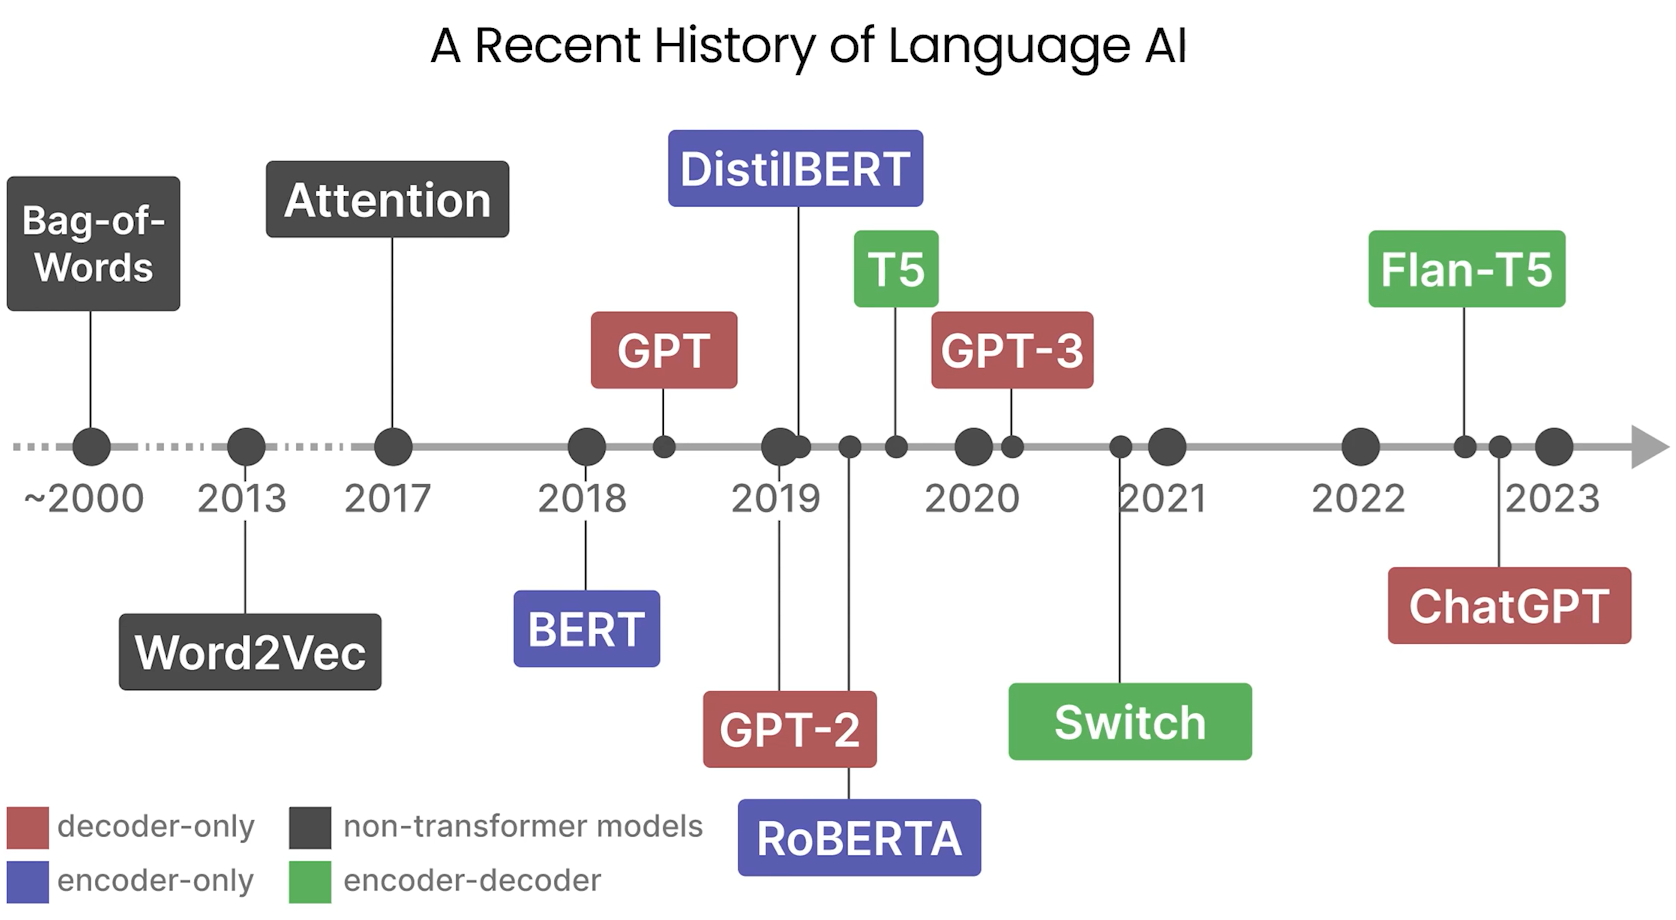 A Recent History of Language AI
DistilBERT
Attention
Bag-of-
Words
T5
Flan-T5
GPT
GPT-3
~2000
2013
2017
2018
2019
2020
2021
2022
2023
ChatGPT
BERT
Word2Vec
GPT-2
Switch
RoBERTA
decoder-only
non-transformer models
encoder-only
encoder-decoder